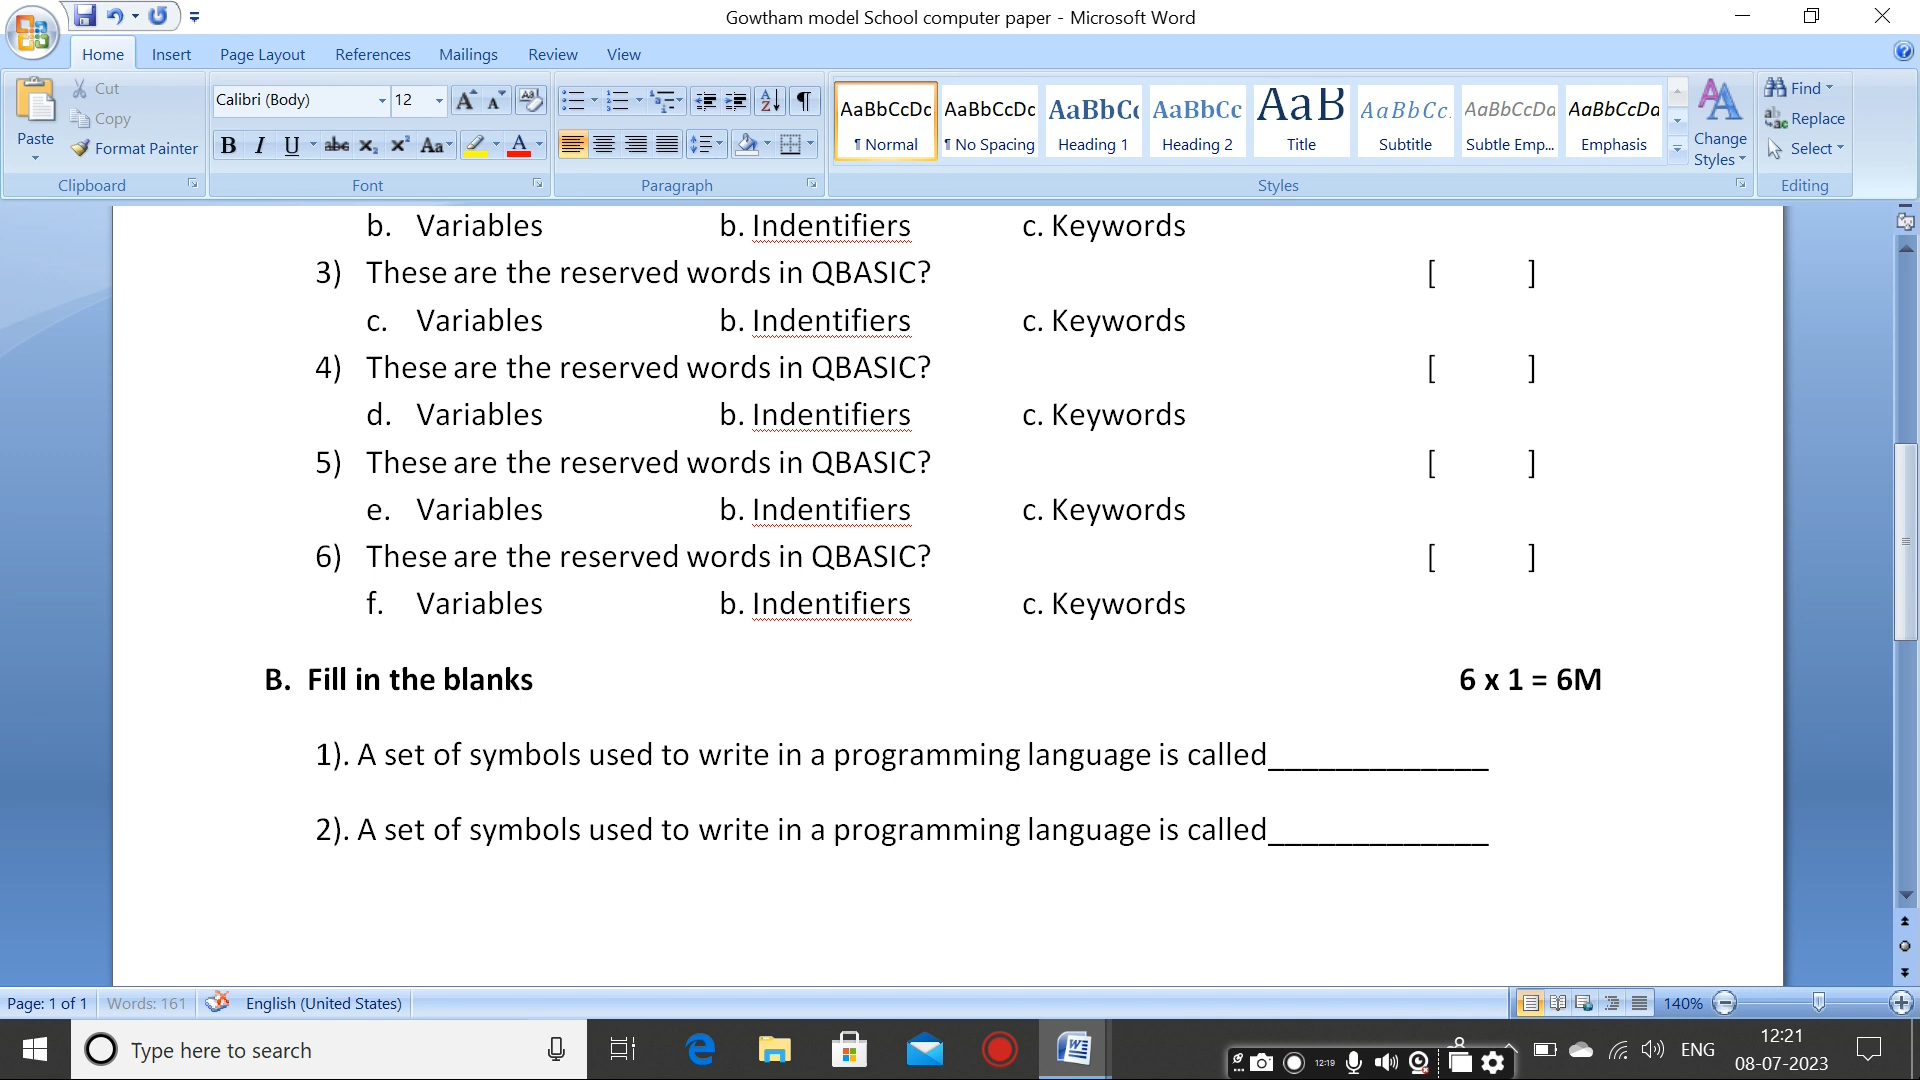 Gowtham model School computer paper - Microsoft Word
Home Insert Page Layout References Mailings Review View
Paste Cut Copy Format Painter Clipboard
Calibri (Body) 12
B I U abc x₂ x² Aa A
Font
Paragraph
AaBbCcDc ¶ Normal
AaBbCcDc ¶ No Spacing
AaBbCc Heading 1
AaBbCc Heading 2
AaB Title
AaBbCc. Subtitle
AaBbCcDa Subtle Emp...
AaBbCcDa Emphasis
Change Styles
Styles
Find Replace Select
Editing
b. Variables b. Indentifiers c. Keywords
3) These are the reserved words in QBASIC? [ ]
c. Variables b. Indentifiers c. Keywords
4) These are the reserved words in QBASIC? [ ]
d. Variables b. Indentifiers c. Keywords
5) These are the reserved words in QBASIC? [ ]
e. Variables b. Indentifiers c. Keywords
6) These are the reserved words in QBASIC? [ ]
f. Variables b. Indentifiers c. Keywords
B. Fill in the blanks 6 x 1 = 6M
1). A set of symbols used to write in a programming language is called_____________
2). A set of symbols used to write in a programming language is called_____________
Page: 1 of 1 Words: 161 English (United States) 140%
Type here to search 12:19 ENG 12:21
08-07-2023